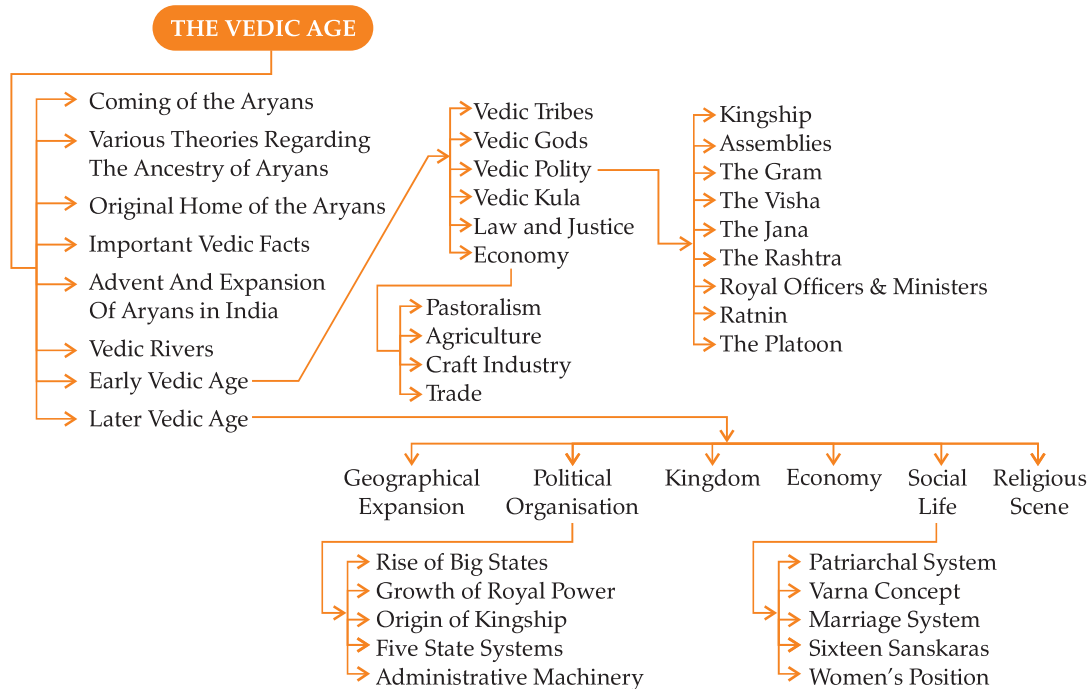 THE VEDIC AGE
Coming of the Aryans
Various Theories Regarding
The Ancestry of Aryans
Original Home of the Aryans
Important Vedic Facts
Advent And Expansion
Of Aryans in India
Vedic Rivers
Early Vedic Age
Later Vedic Age
Vedic Tribes
Vedic Gods
Vedic Polity
Vedic Kula
Law and Justice
Economy
Pastoralism
Agriculture
Craft Industry
Trade
Kingship
Assemblies
The Gram
The Visha
The Jana
The Rashtra
Royal Officers & Ministers
Ratnin
The Platoon
Geographical
Expansion
Political
Organisation
Kingdom
Economy
Social
Life
Religious
Scene
Rise of Big States
Growth of Royal Power
Origin of Kingship
Five State Systems
Administrative Machinery
Patriarchal System
Varna Concept
Marriage System
Sixteen Sanskaras
Women's Position